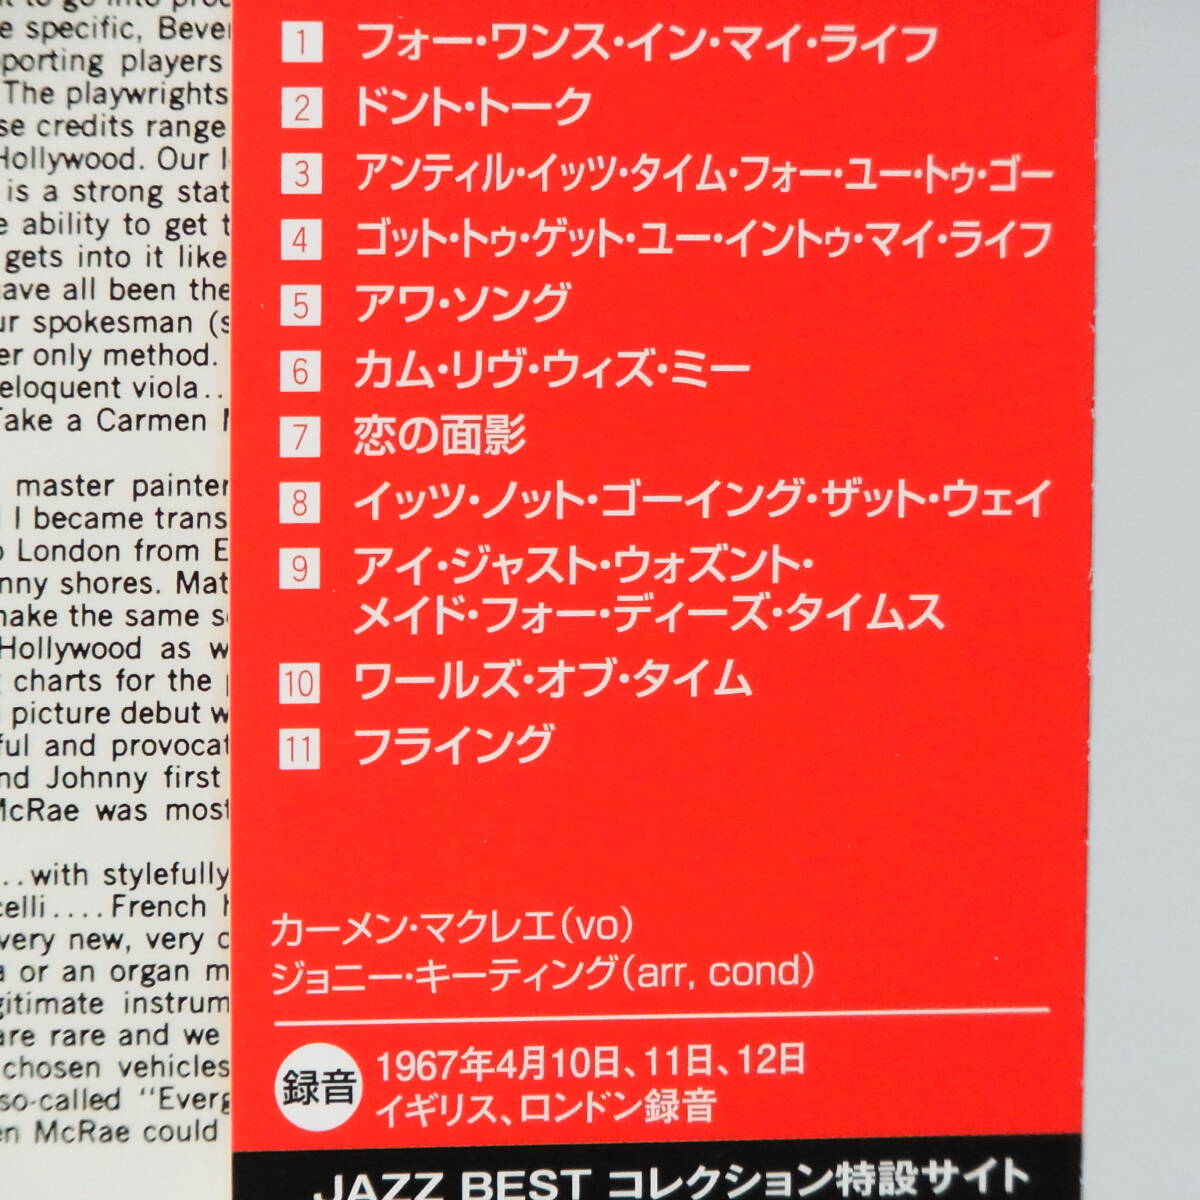 e specific, Bever
porting players
The playwrights
se credits range
Hollywood. Our
is a strong stat
e ability to get t
gets into it like
ave all been the
ur spokesman (s
er only method.
eloquent viola..
Take a Carmen
master painter
I became trans
o London from E
nny shores. Mat
make the same s
Hollywood as w
charts for the
picture debut w
ful and provocat
nd Johnny first
McRae was most
...with stylefully
celli....French
very new, very c
a or an organ m
gitimate instrum
are rare and we
chosen vehicles
so-called "Everg
en McRae could
1 フォー・ワンス・イン・マイ・ライフ
2 ドント・トーク
3 アンティル・イッツ・タイム・フォー・ユー・トゥ・ゴー
4 ゴット・トゥ・ゲット・ユー・イントゥ・マイ・ライフ
5 アワ・ソング
6 カム・リヴ・ウィズ・ミー
7 恋の面影
8 イッツ・ノット・ゴーイング・ザット・ウェイ
9 アイ・ジャスト・ウォズント・
メイド・フォー・ディーズ・タイムス
10 ワールズ・オブ・タイム
11 フライング
カーメン・マクレエ(vo)
ジョニー・キーティング(arr, cond)
録音 1967年4月10日、11日、12日
イギリス、ロンドン録音
JAZZ BEST コレクション特設サイト